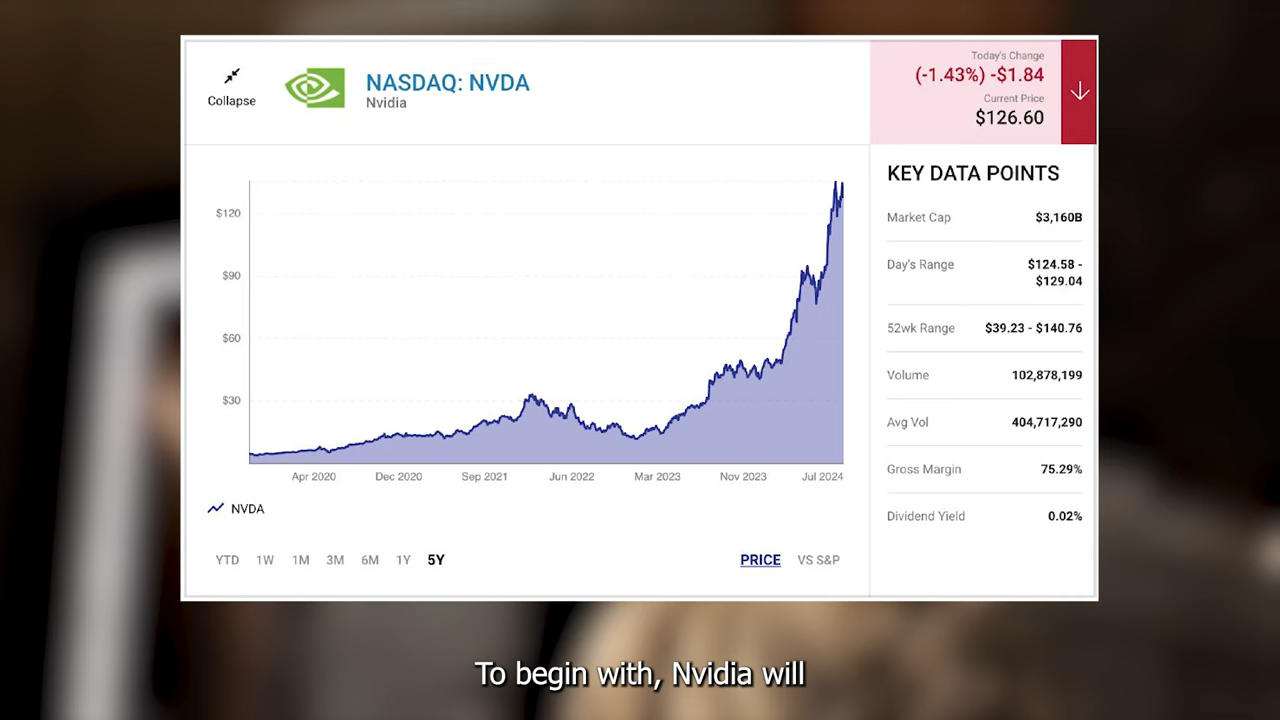 Collapse
NASDAQ: NVDA
Nvidia
Today's Change
(-1.43%) -$1.84
Current Price
$126.60
$120
$90
$60
$30
Apr 2020 Dec 2020 Sep 2021 Jun 2022 Mar 2023 Nov 2023 Jul 2024
NVDA
YTD 1W 1M 3M 6M 1Y 5Y PRICE VS S&P
KEY DATA POINTS
Market Cap $3,160B
Day's Range $124.58 -
$129.04
52wk Range $39.23 - $140.76
Volume 102,878,199
Avg Vol 404,717,290
Gross Margin 75.29%
Dividend Yield 0.02%
To begin with, Nvidia will